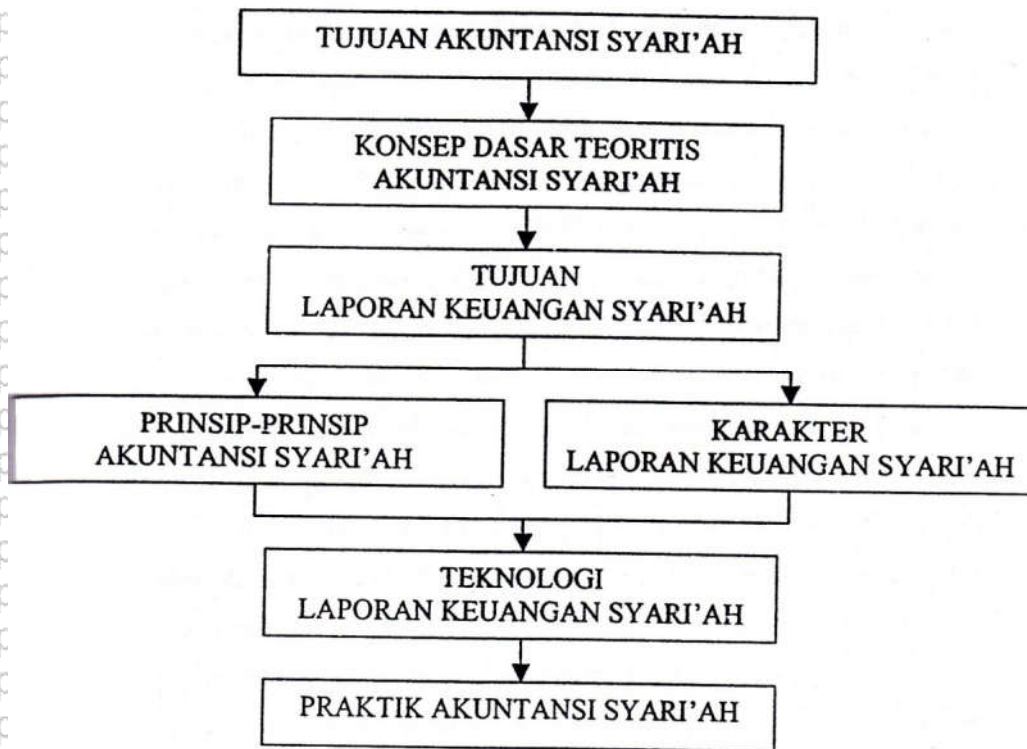 TUJUAN AKUNTANSI SYARI'AH
KONSEP DASAR TEORITIS
AKUNTANSI SYARI'AH
TUJUAN
LAPORAN KEUANGAN SYARI'AH
PRINSIP-PRINSIP
AKUNTANSI SYARI'AH
KARAKTER
LAPORAN KEUANGAN SYARI'AH
TEKNOLOGI
LAPORAN KEUANGAN SYARI'AH
PRAKTIK AKUNTANSI SYARI'AH